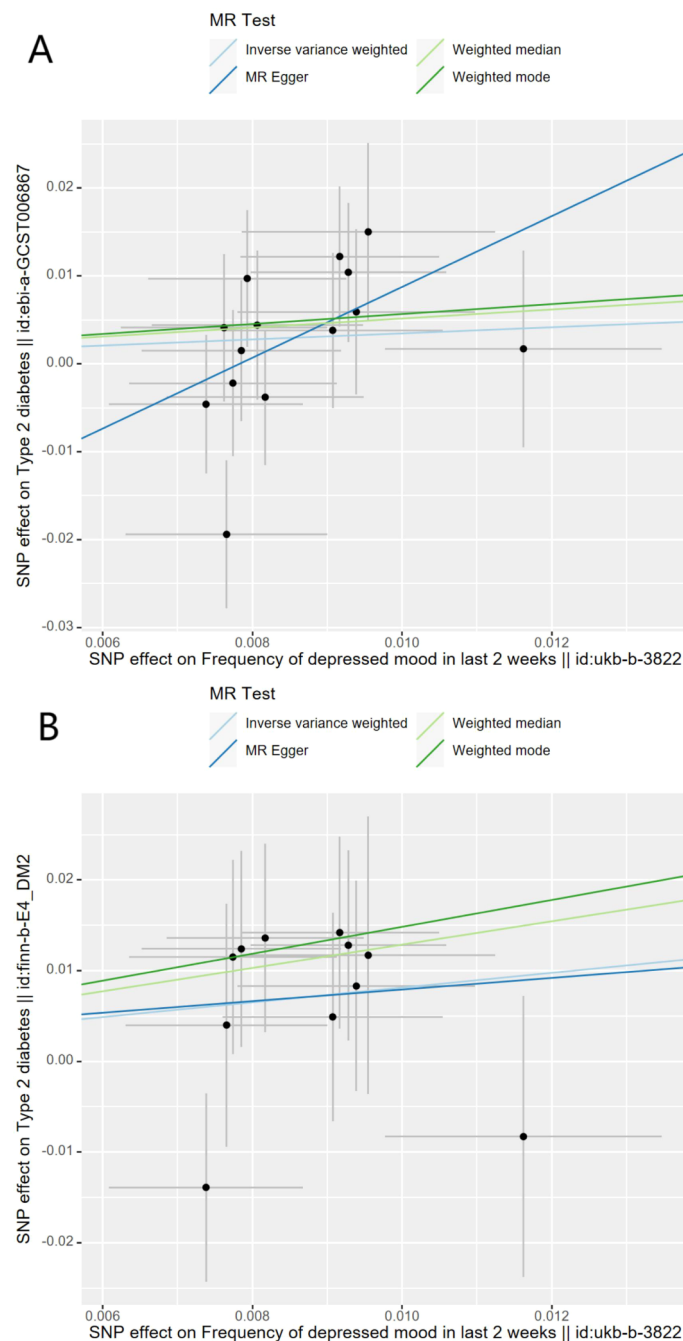 A
MR Test
Inverse variance weighted
Weighted median
MR Egger
Weighted mode
SNP effect on Type 2 diabetes || id:ebi-a-GCST006867
0.02
0.01
0.00
-0.01
-0.02
-0.03
0.006
0.008
0.010
0.012
SNP effect on Frequency of depressed mood in last 2 weeks || id:ukb-b-3822
B
MR Test
Inverse variance weighted
Weighted median
MR Egger
Weighted mode
SNP effect on Type 2 diabetes || id:finn-b-E4_DM2
0.02
0.01
0.00
-0.01
-0.02
0.006
0.008
0.010
0.012
SNP effect on Frequency of depressed mood in last 2 weeks || id:ukb-b-3822